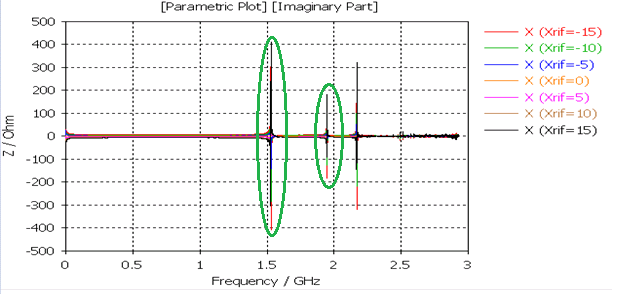 [Parametric Plot] [Imaginary Part]
500
400
300
200
100
0
-100
-200
-300
-400
-500
Z / Ohm
0 0.5 1 1.5 2 2.5 3
Frequency / GHz
X (Xrif=-15)
X (Xrif=-10)
X (Xrif=-5)
X (Xrif=0)
X (Xrif=5)
X (Xrif=10)
X (Xrif=15)